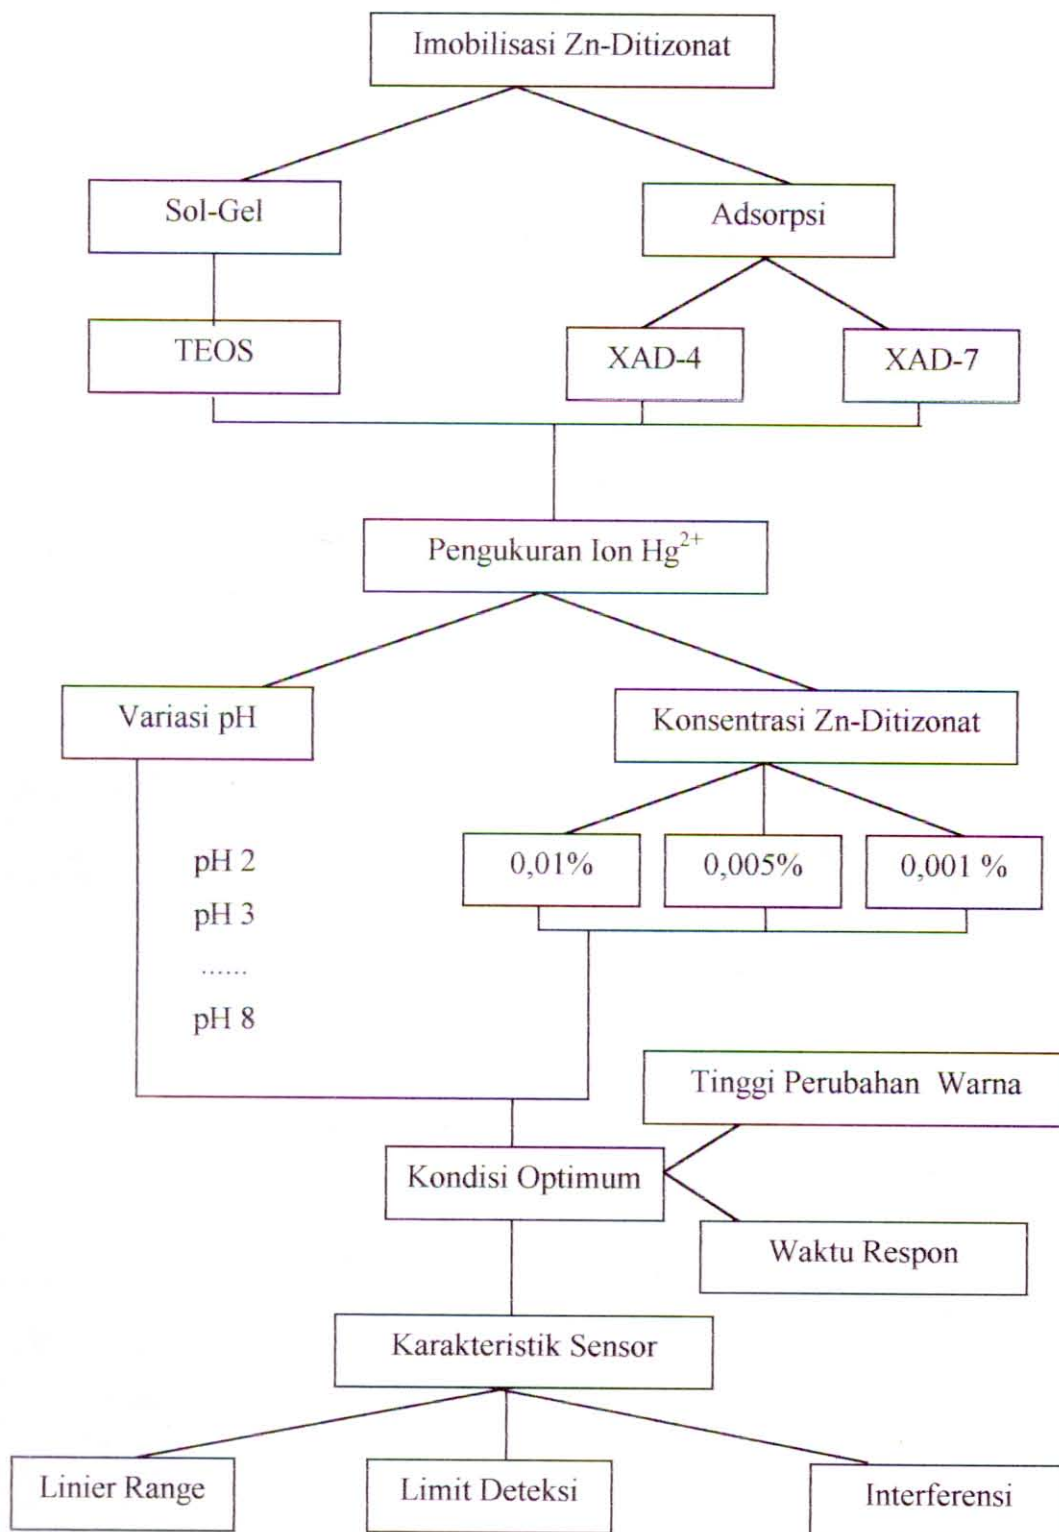 Imobilisasi Zn-Ditizonat
Sol-Gel
Adsorpsi
TEOS
XAD-4
XAD-7
Pengukuran Ion Hg²⁺
Variasi pH
Konsentrasi Zn-Ditizonat
pH 2
pH 3
......
pH 8
0,01%
0,005%
0,001 %
Tinggi Perubahan Warna
Kondisi Optimum
Waktu Respon
Karakteristik Sensor
Linier Range
Limit Deteksi
Interferensi